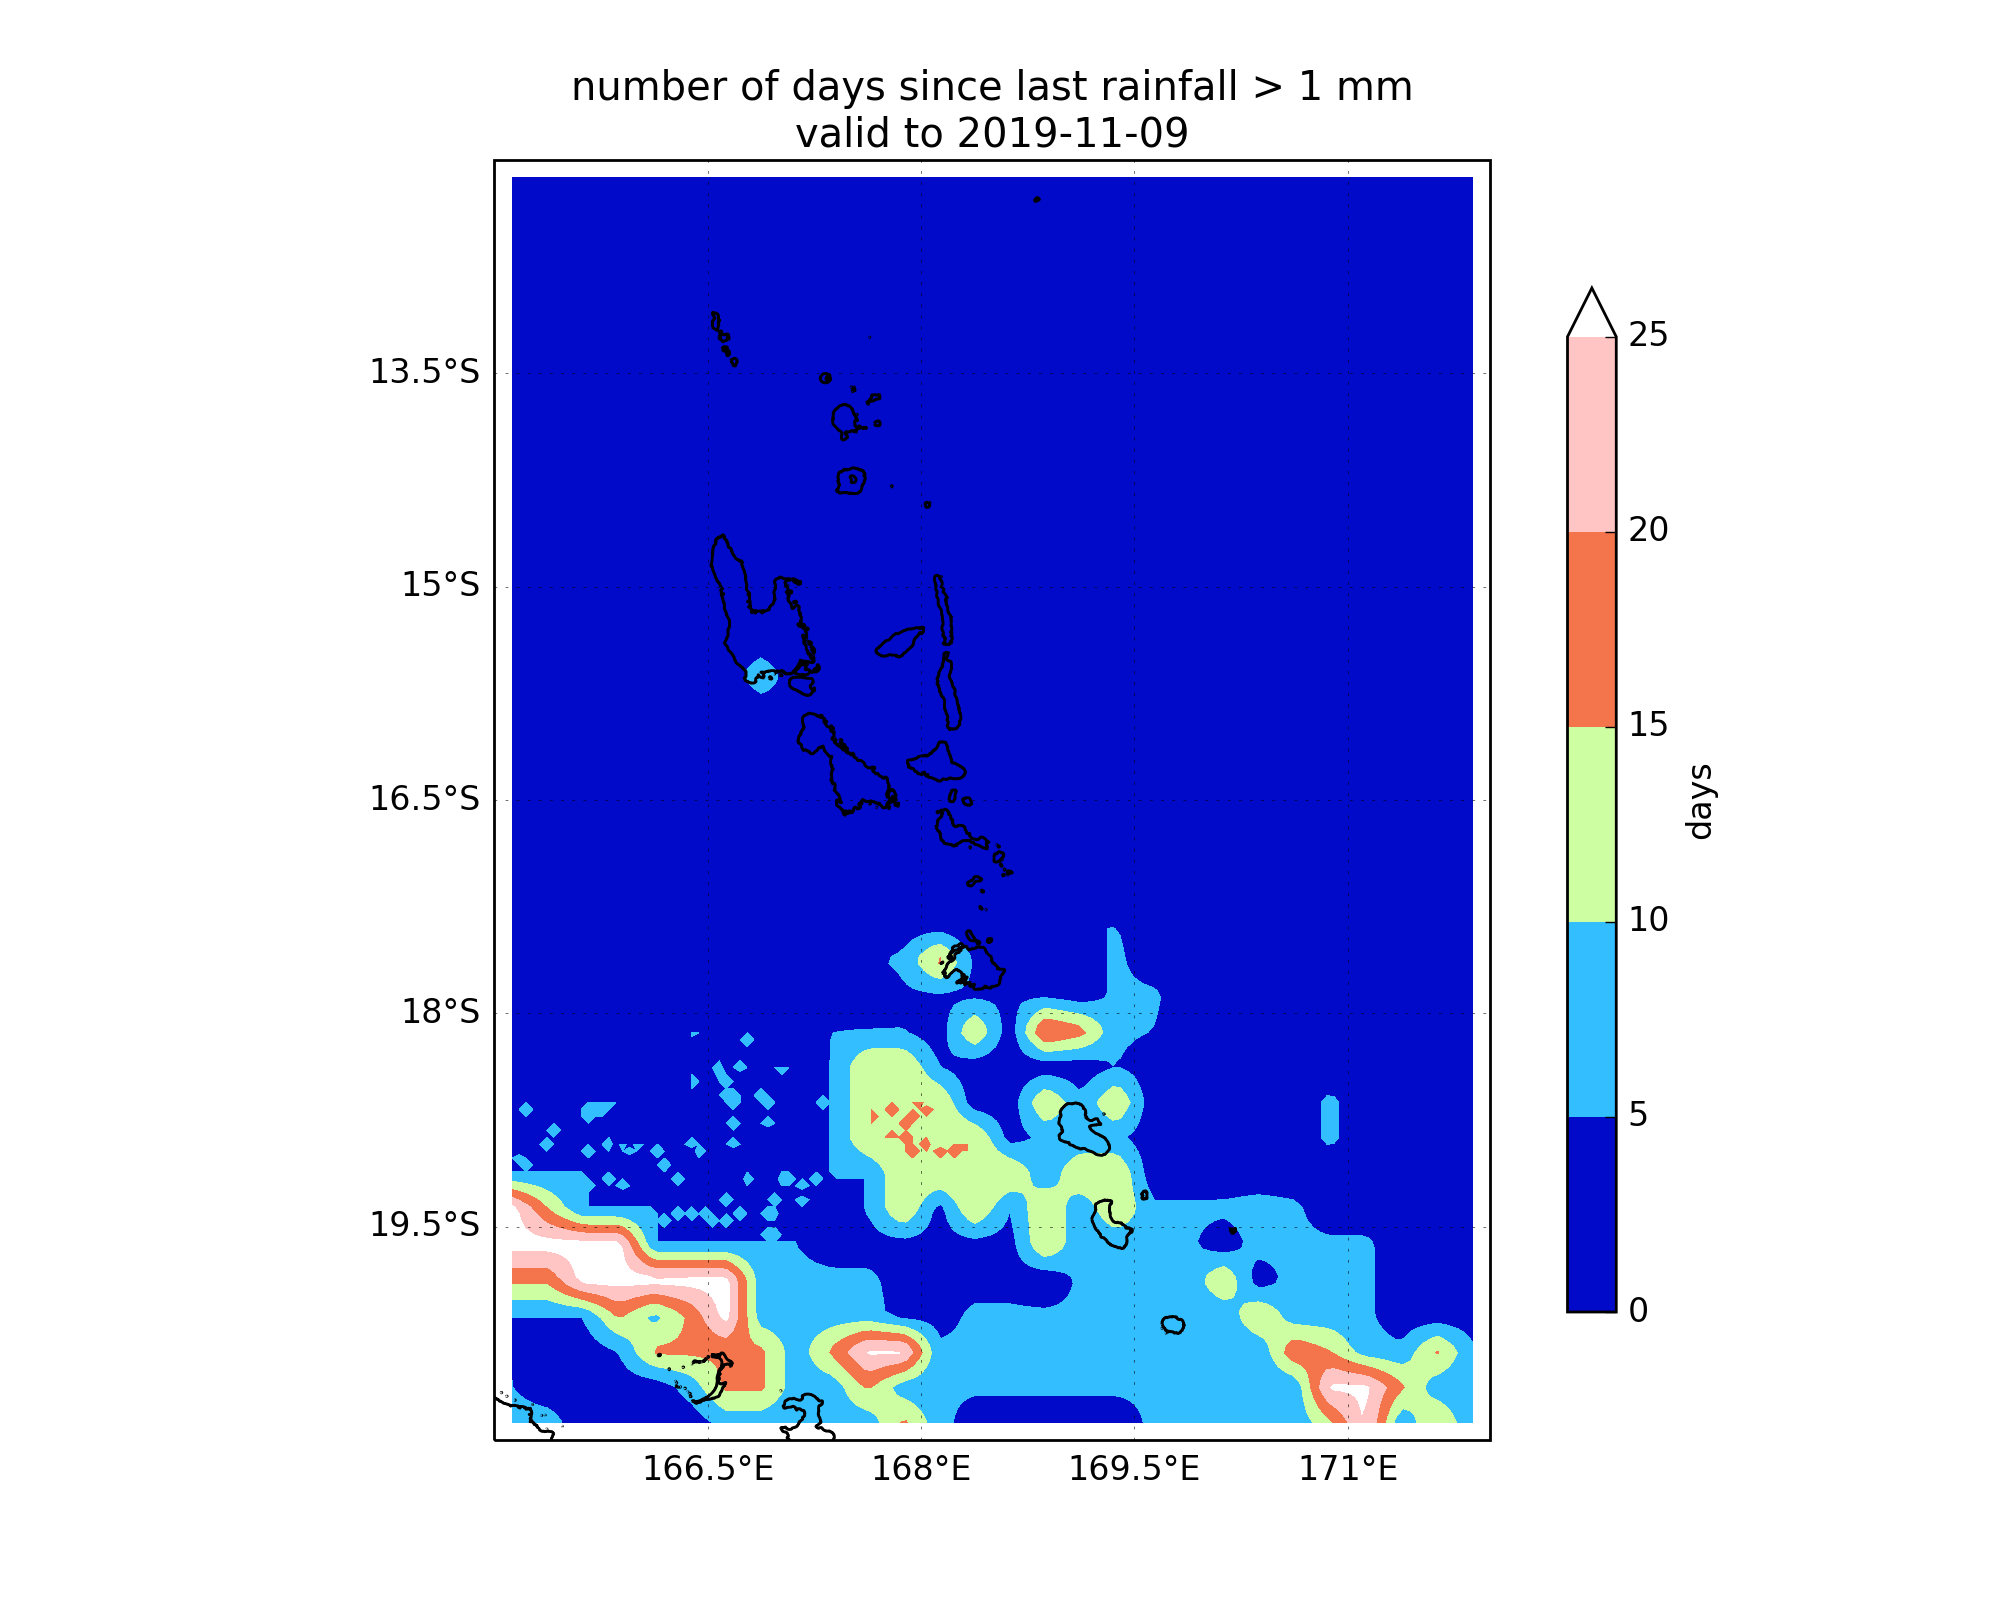 number of days since last rainfall > 1 mm
valid to 2019-11-09
13.5°S
15°S
16.5°S
18°S
19.5°S
166.5°E
168°E
169.5°E
171°E
25
20
15
10
5
0
days